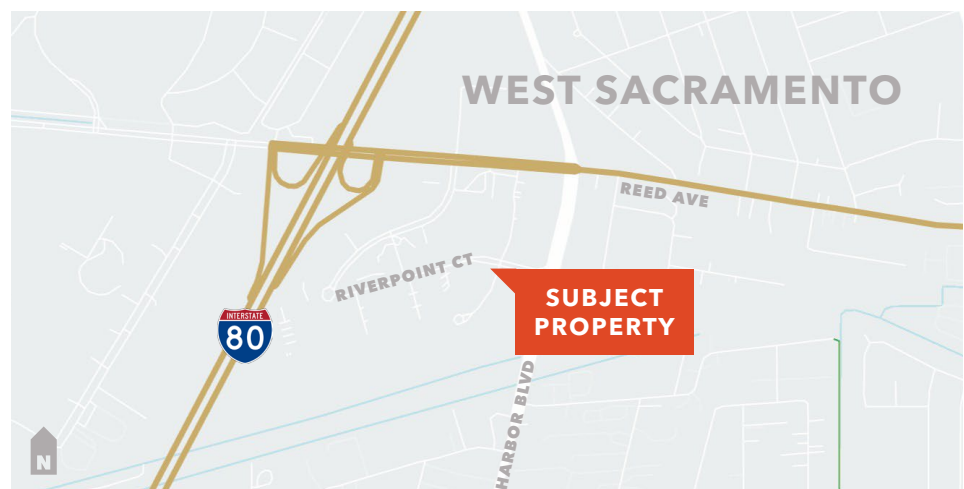 WEST SACRAMENTO
REED AVE
RIVERPOINT CT
SUBJECT
PROPERTY
INTERSTATE
80
HARBOR BLVD
N